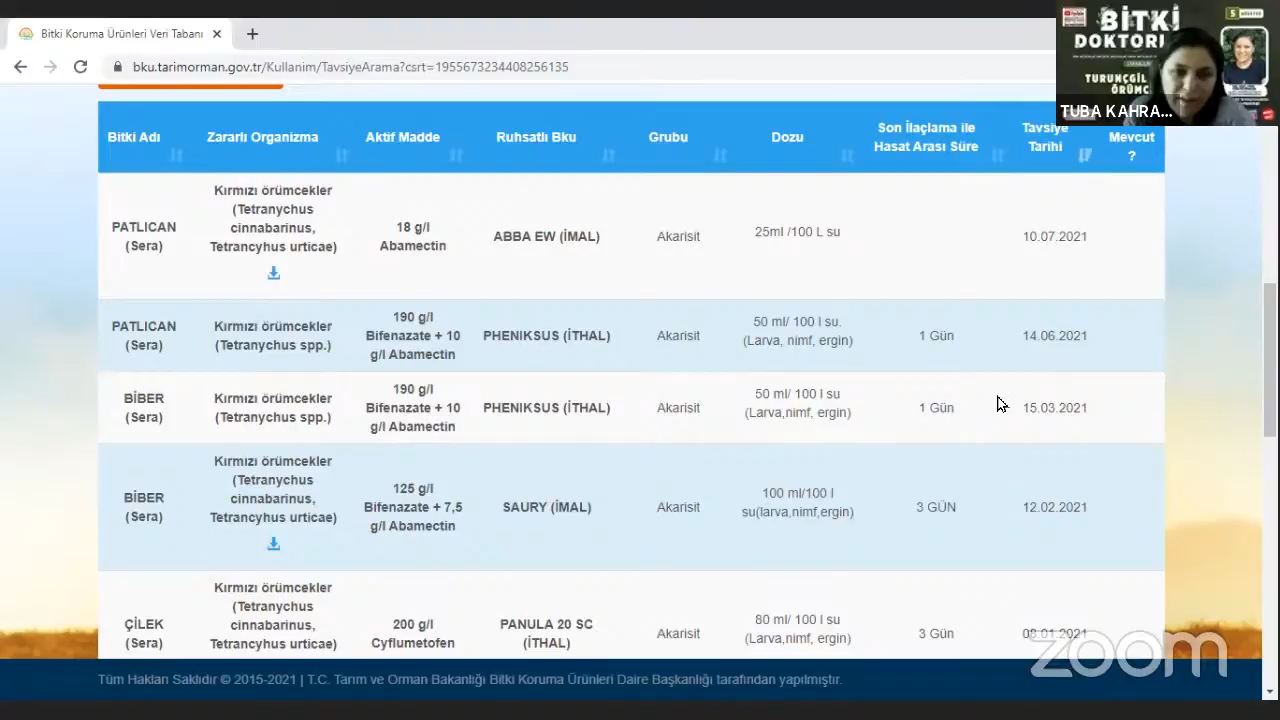 Bitki Koruma Ürünleri Veri Tabanı
bku.tarimorman.gov.tr/Kullanim/TavsiyeArama?csrt=1955673234408256135
BİTKİ
DOKTORU
TURUNÇGİL
TUBA KAHRA...
Bitki Adı Zararlı Organizma Aktif Madde Ruhsatlı Bku Grubu Dozu Son İlaçlama ile Hasat Arası Süre Tavsiye Tarihi Mevcut ?
PATLICAN (Sera)
Kırmızı örümcekler
(Tetranychus
cinnabarinus,
Tetrancyhus urticae)
18 g/l
Abamectin
ABBA EW (İMAL)
Akarisit
25ml /100 L su
10.07.2021
PATLICAN
(Sera)
Kırmızı örümcekler
(Tetranychus spp.)
190 g/l
Bifenazate + 10
g/l Abamectin
PHENIKSUS (İTHAL)
Akarisit
50 ml/ 100 l su.
(Larva, nimf, ergin)
1 Gün
14.06.2021
BİBER
(Sera)
Kırmızı örümcekler
(Tetranychus spp.)
190 g/l
Bifenazate + 10
g/l Abamectin
PHENIKSUS (İTHAL)
Akarisit
50 ml/ 100 l su
(Larva,nimf, ergin)
1 Gün
15.03.2021
BİBER
(Sera)
Kırmızı örümcekler
(Tetranychus
cinnabarinus,
Tetrancyhus urticae)
125 g/l
Bifenazate + 7,5
g/l Abamectin
SAURY (İMAL)
Akarisit
100 ml/100 l
su(larva,nimf,ergin)
3 GÜN
12.02.2021
ÇİLEK
(Sera)
Kırmızı örümcekler
(Tetranychus
cinnabarinus,
Tetrancyhus urticae)
200 g/l
Cyflumetofen
PANULA 20 SC
(İTHAL)
Akarisit
80 ml/ 100 l su
(Larva,nimf, ergin)
3 Gün
08.01.2021
zoom
Tüm Hakları Saklıdır © 2015-2021 | T.C. Tarım ve Orman Bakanlığı Bitki Koruma Ürünleri Daire Başkanlığı tarafından yapılmıştır.